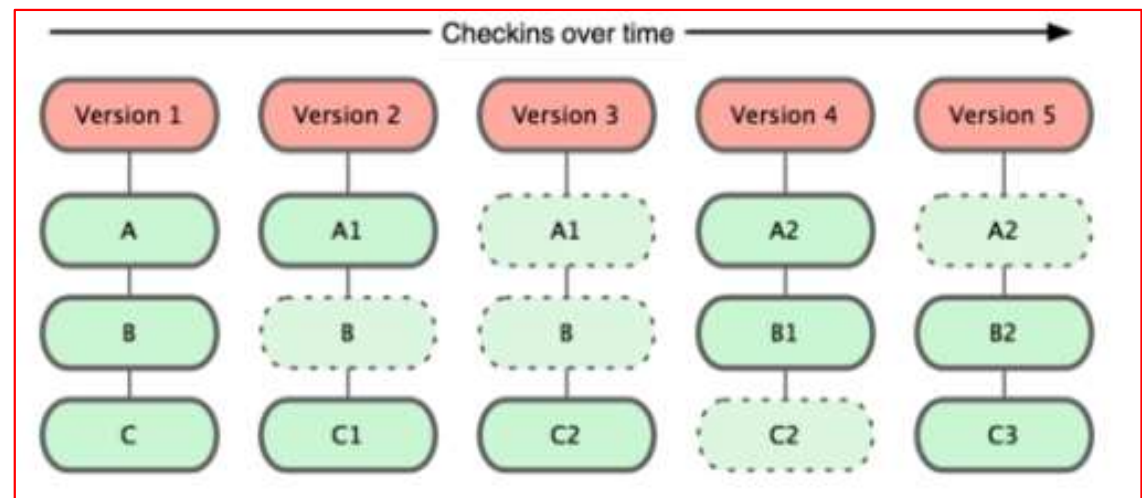 Checkins over time
Version 1 Version 2 Version 3 Version 4 Version 5
A A1 A1 A2 A2
B B B B1 B2
C C1 C2 C2 C3